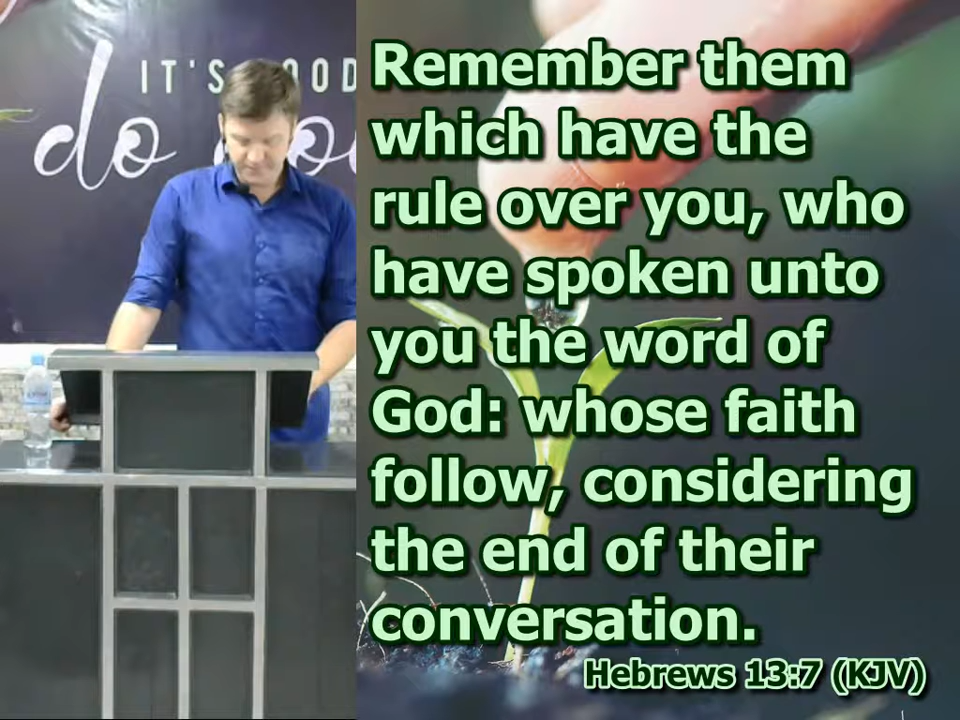 IT'S GOOD
do
Remember them
which have the
rule over you, who
have spoken unto
you the word of
God: whose faith
follow, considering
the end of their
conversation.
Hebrews 13:7 (KJV)